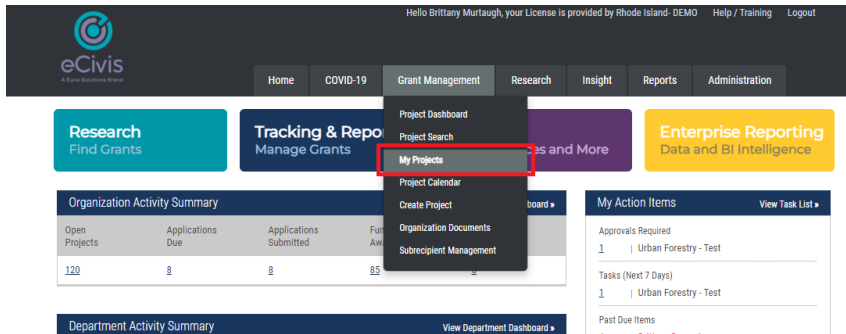 Hello Brittany Murtaugh, your License is provided by Rhode Island- DEMO Help / Training Logout
eCivis
A Euna Solutions Brand
Home COVID-19 Grant Management Research Insight Reports Administration
Project Dashboard
Project Search
My Projects
Project Calendar
Create Project
Organization Documents
Subrecipient Management
Research
Find Grants
Tracking & Repo
Manage Grants
es and More
Enterprise Reporting
Data and BI Intelligence
Organization Activity Summary board »
Open Projects
Applications Due
Applications Submitted
Fun
Aw
120 8 8 85
My Action Items View Task List »
Approvals Required
1 | Urban Forestry - Test
Tasks (Next 7 Days)
1 | Urban Forestry - Test
Past Due Items
Department Activity Summary View Department Dashboard »